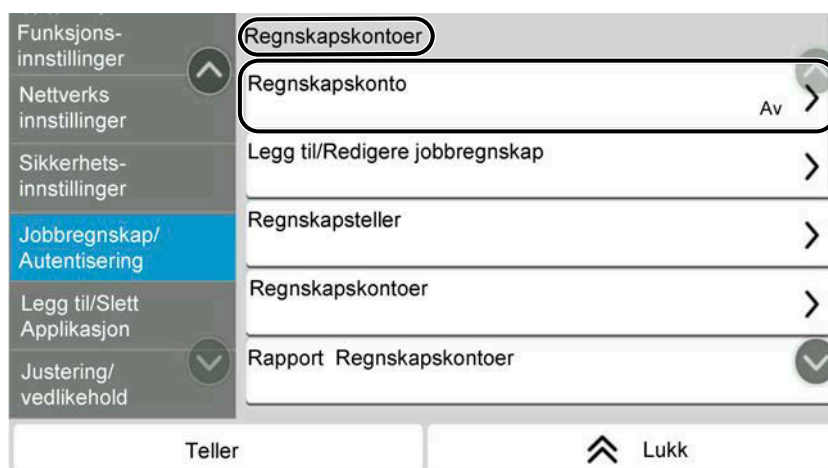 Funksjons-
innstillinger
Nettverks
innstillinger
Sikkerhets-
innstillinger
Jobbregnskap/
Autentisering
Legg til/Slett
Applikasjon
Justering/
vedlikehold
Regnskapskontoer
Regnskapskonto
Av
Legg til/Redigere jobbregnskap
Regnskapsteller
Regnskapskontoer
Rapport Regnskapskontoer
Teller
Lukk